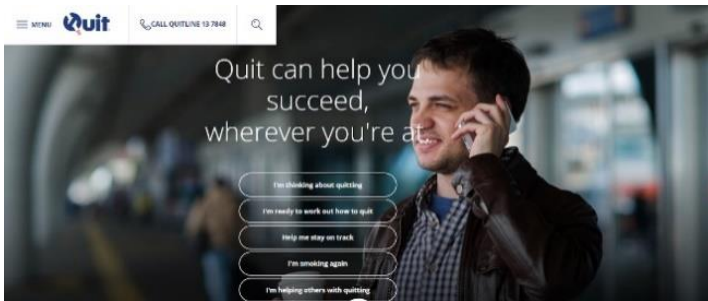 MENU
Quit
CALL QUITLINE 13 7848
Quit can help you
succeed,
wherever you're at
I'm thinking about quitting
I'm ready to work out how to quit
Help me stay on track
I'm smoking again
I'm helping others with quitting